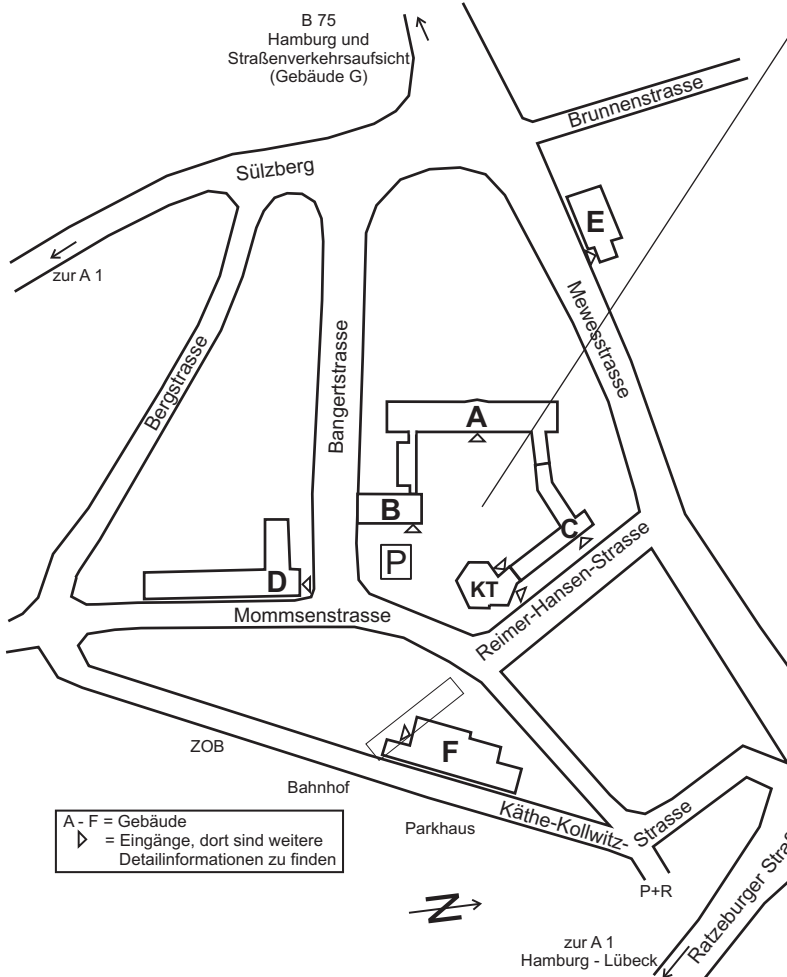 B 75
Hamburg und
Straßenverkehrsaufsicht
(Gebäude G)
Brunnenstrasse
Sülzberg
E
zur A 1
Mewesstrasse
Bergstrasse
Bangertstrasse
A
B
C
P
D
KT
Mommsenstrasse
Reimer-Hansen-Strasse
ZOB
F
Bahnhof
Käthe-Kollwitz-Strasse
Parkhaus
A - F = Gebäude
= Eingänge, dort sind weitere
Detailinformationen zu finden
P+R
N
zur A 1
Hamburg - Lübeck
Ratzeburger Straß